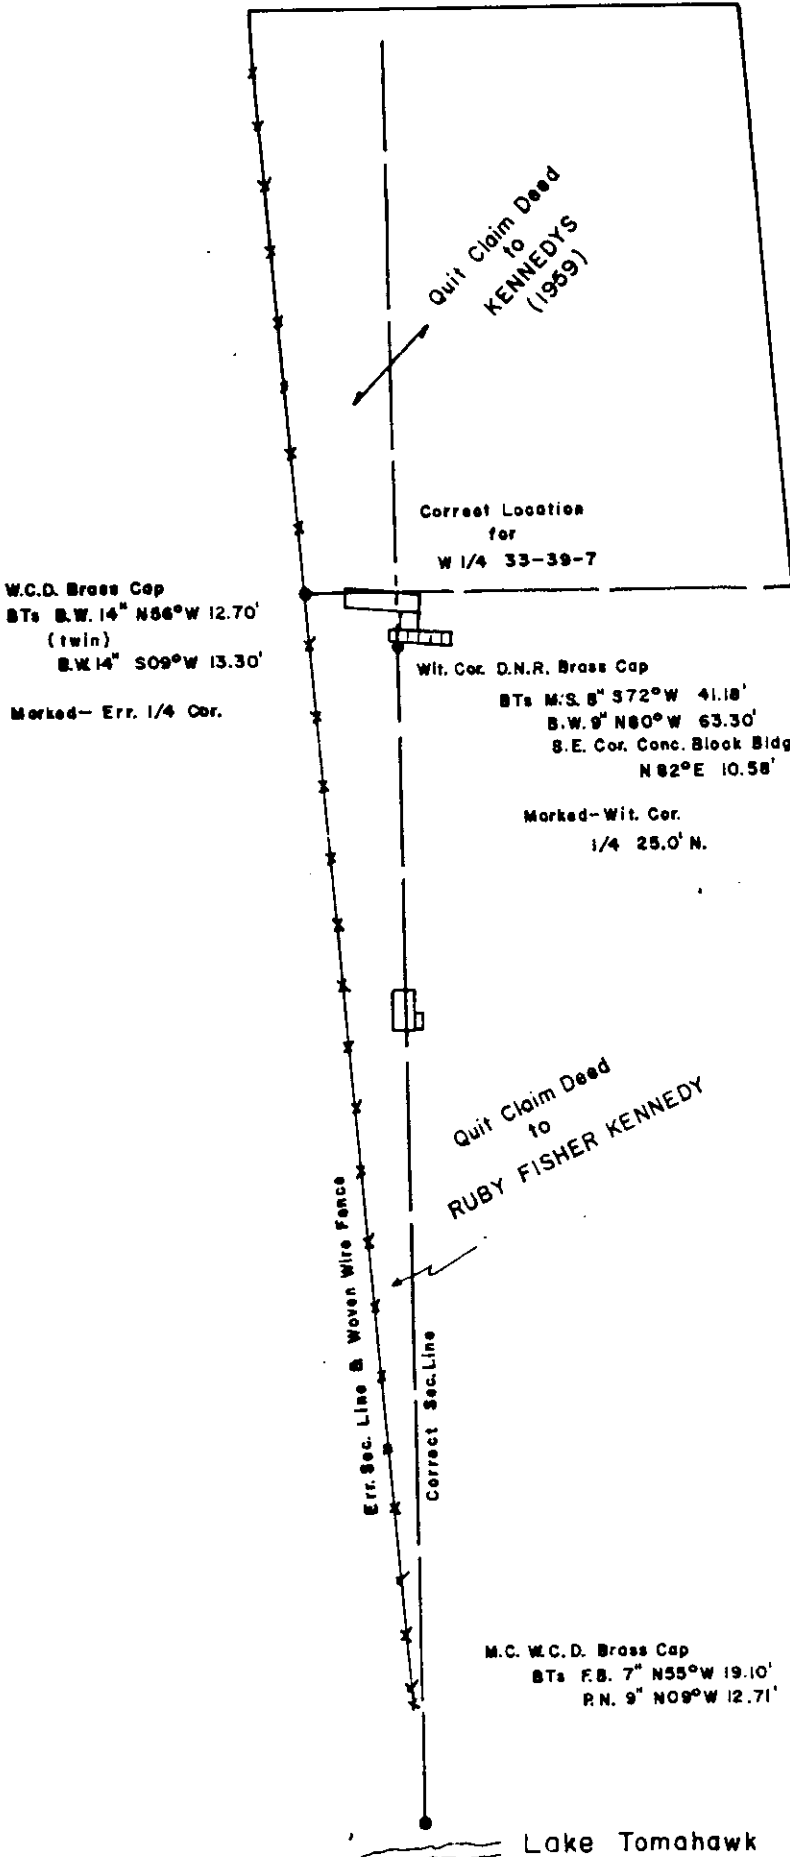 Quit Claim Deed
to
KENNEDYS
(1959)
Correct Location
for
W 1/4 33-39-7
W.C.D. Brass Cap
BTs B.W. 14" N56°W 12.70'
(twin)
B.W. 14" S09°W 13.30'
Marked- Err. 1/4 Cor.
Wit. Cor. D.N.R. Brass Cap
BTs M.S. 8" S72°W 41.18'
B.W. 9" N80°W 63.30'
S.E. Cor. Conc. Block Bldg
N 82°E 10.58'
Marked-Wit. Cor.
1/4 25.0' N.
Quit Claim Deed
to
RUBY FISHER KENNEDY
Err. Sec. Line & Woven Wire Fence
Correct Sec. Line
M.C. W.C.D. Brass Cap
BTs F.B. 7" N55°W 19.10'
P.N. 9" N09°W 12.71'
Lake Tomahawk